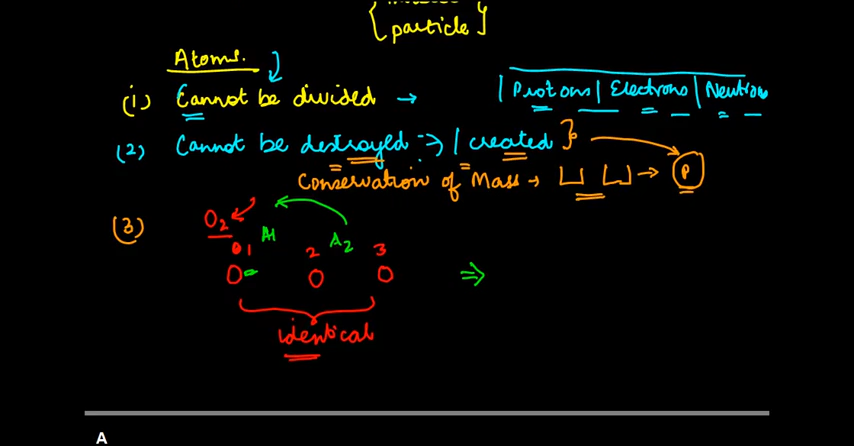 particle
Atoms.
(1) Cannot be divided → | Protons | Electrons | Neutrons
(2) Cannot be destroyed → | created }
Conservation of Mass → → P
(3) O2
A1 A2
1 2 3
O O O ⇒
identical
A